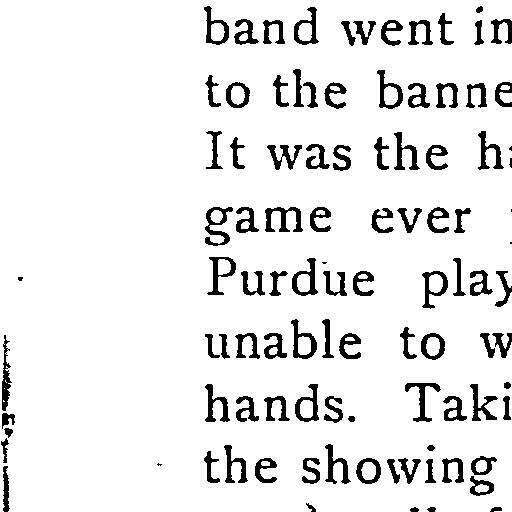 band went in
to the banne
It was the ha
game ever
Purdue play
unable to w
hands. Taki
the showing